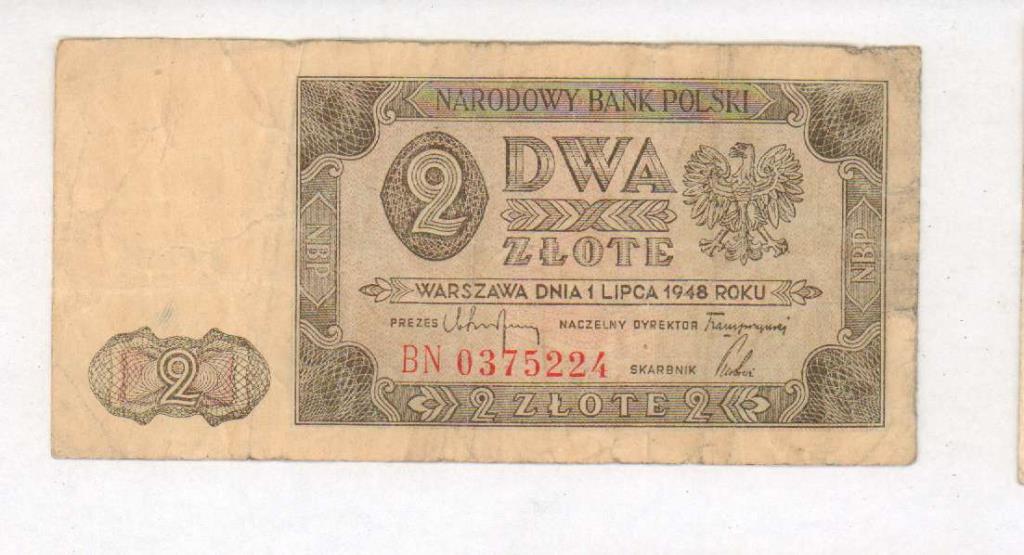 NARODOWY BANK POLSKI
2 DWA
ZŁOTE
NBP
NBP
WARSZAWA DNIA 1 LIPCA 1948 ROKU
PREZES NACZELNY DYREKTOR
BN 0375224 SKARBNIK
2
2 ZŁOTE 2